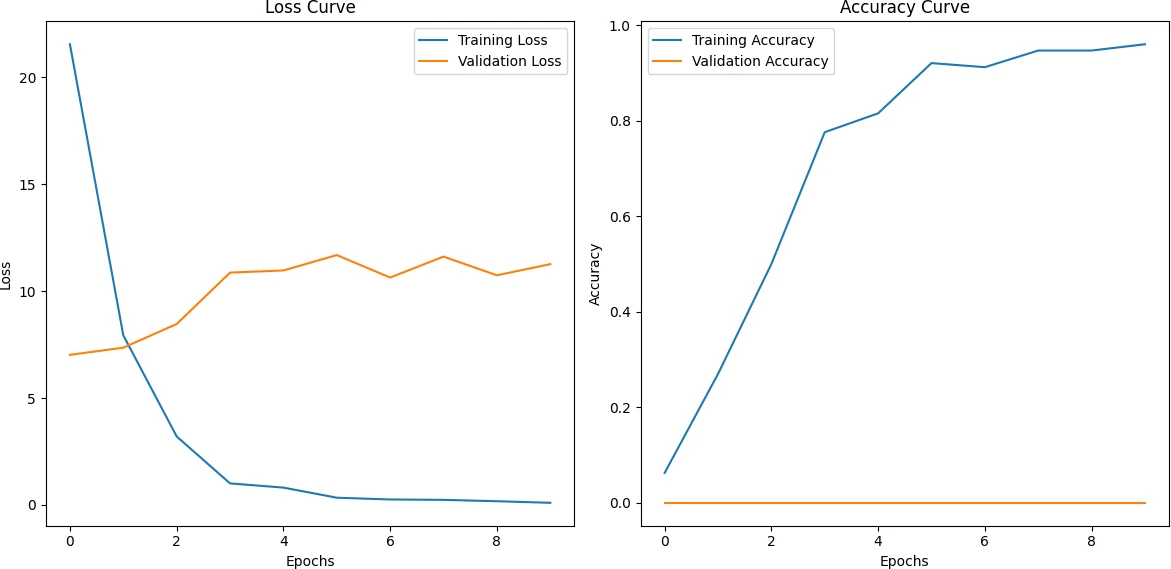 Loss Curve
Training Loss
Validation Loss
20
15
10
5
0
Loss
0 2 4 6 8
Epochs
Accuracy Curve
Training Accuracy
Validation Accuracy
1.0
0.8
0.6
0.4
0.2
0.0
Accuracy
0 2 4 6 8
Epochs